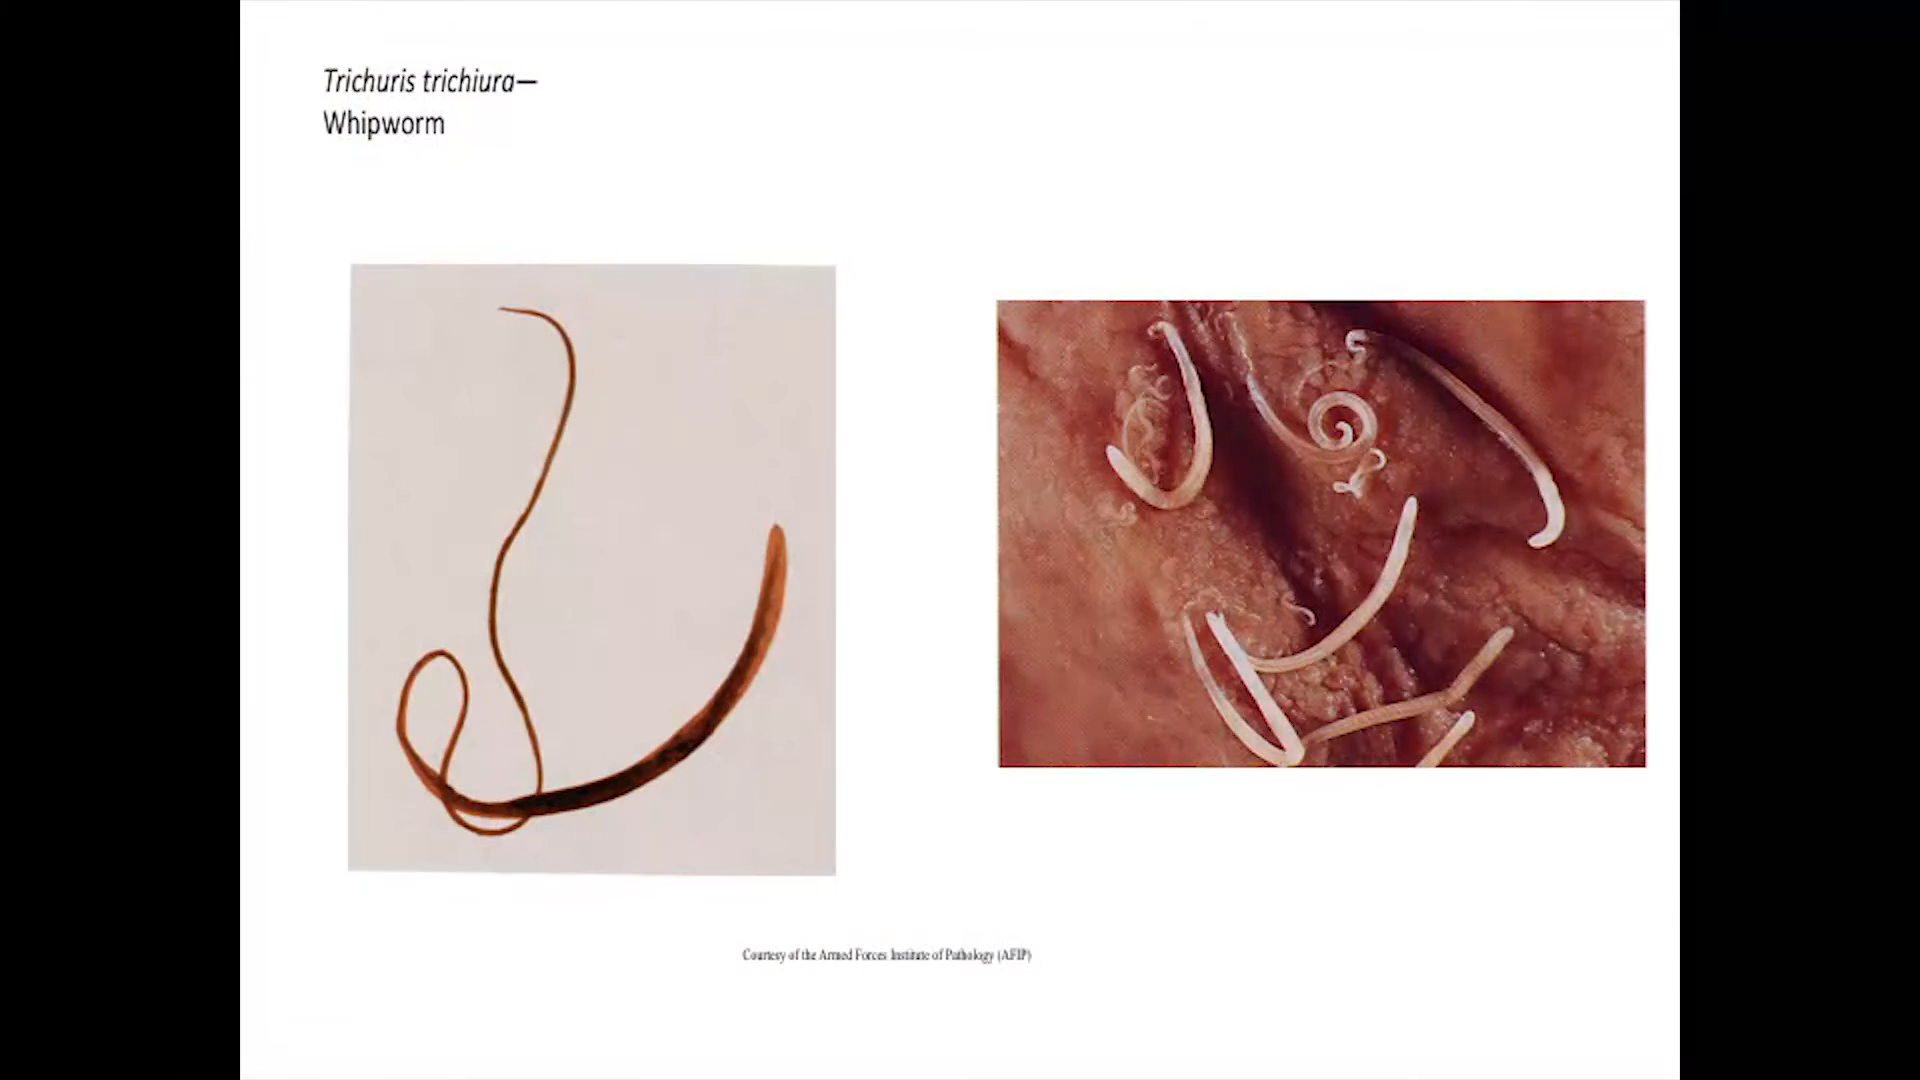 Trichuris trichiura—
Whipworm
Courtesy of the Armed Forces Institute of Pathology (AFIP)